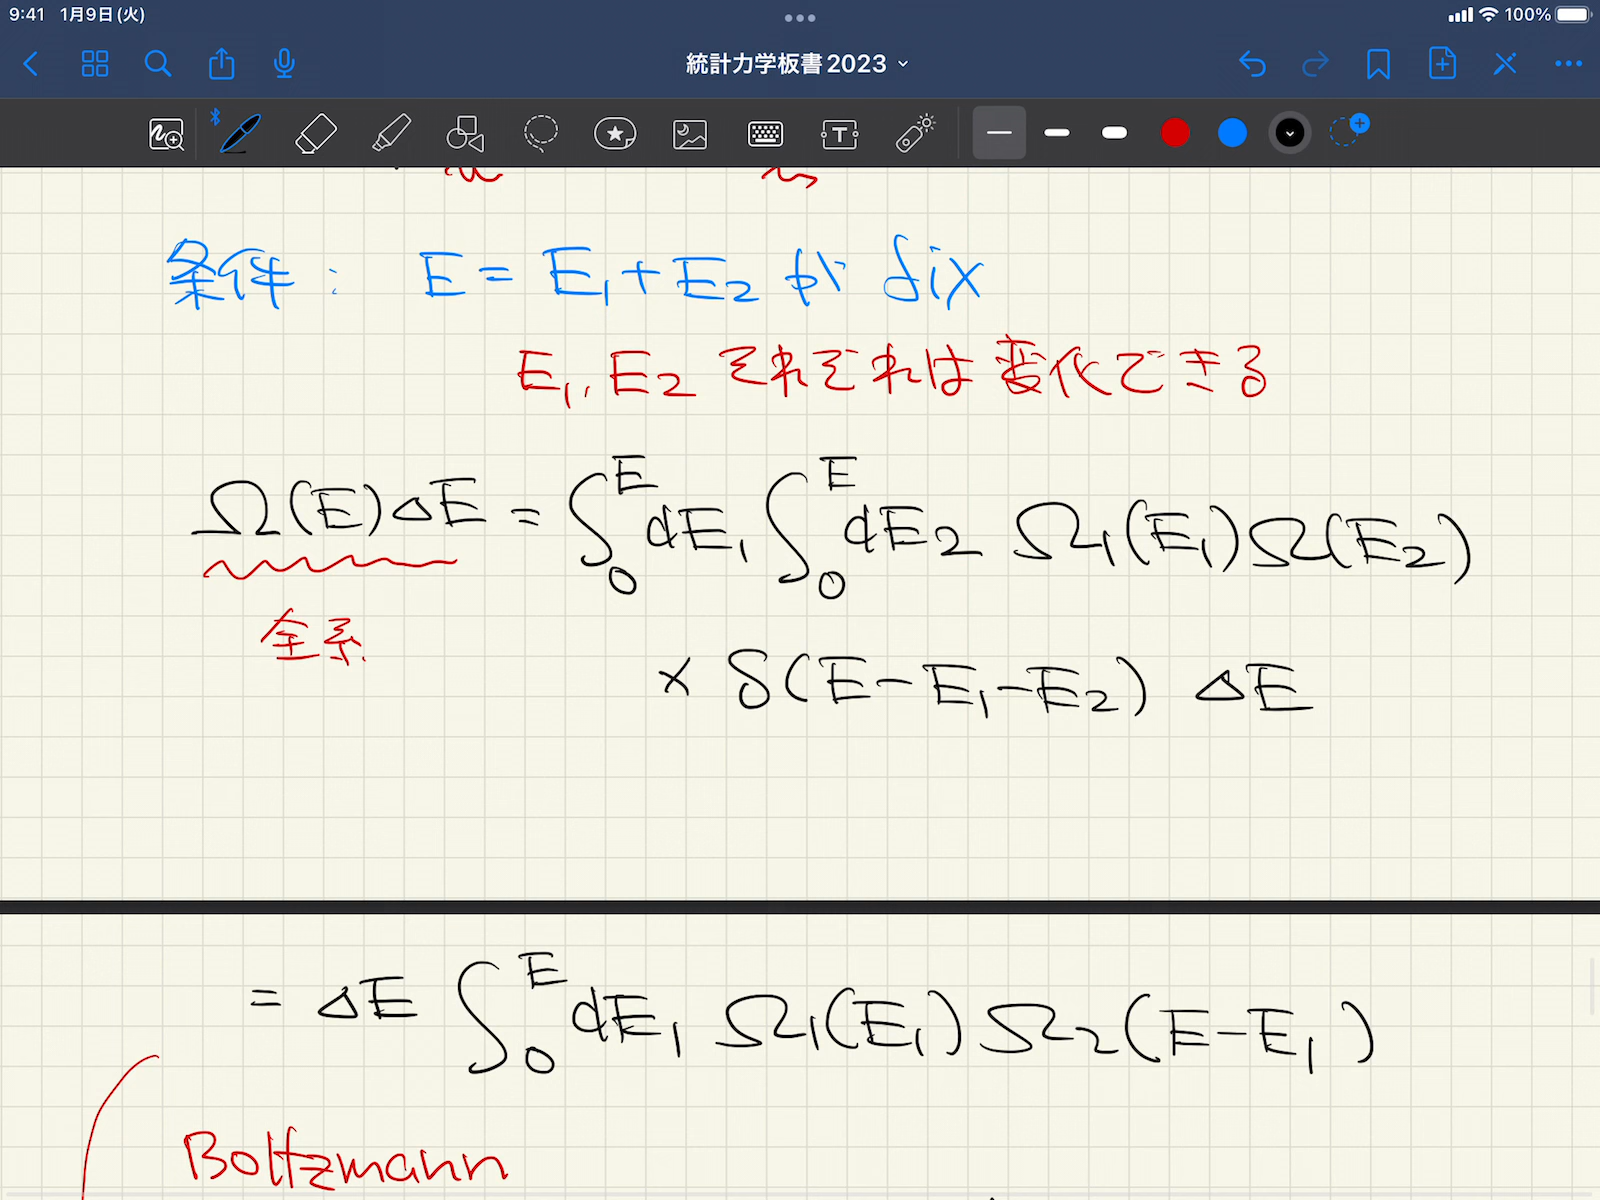 9:41 1月9日(火) 100%
統計力学板書2023
条件: E = E₁+E₂ が fix
E₁, E₂ それぞれは変化できる
Ω(E)ΔE = ∫₀ᴱ dE₁ ∫₀ᴱ dE₂ Ω₁(E₁)Ω(E₂)
全系
× δ(E−E₁−E₂) ΔE
= ΔE ∫₀ᴱ dE₁ Ω₁(E₁)Ω₂(E−E₁)
Boltzmann